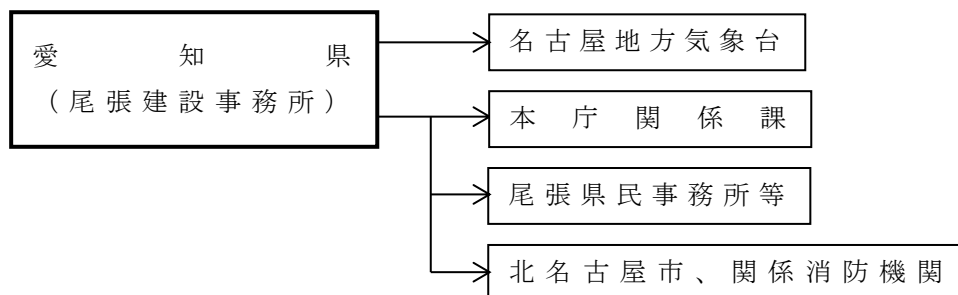 愛知県
（尾張建設事務所）
名古屋地方気象台
本庁関係課
尾張県民事務所等
北名古屋市、関係消防機関